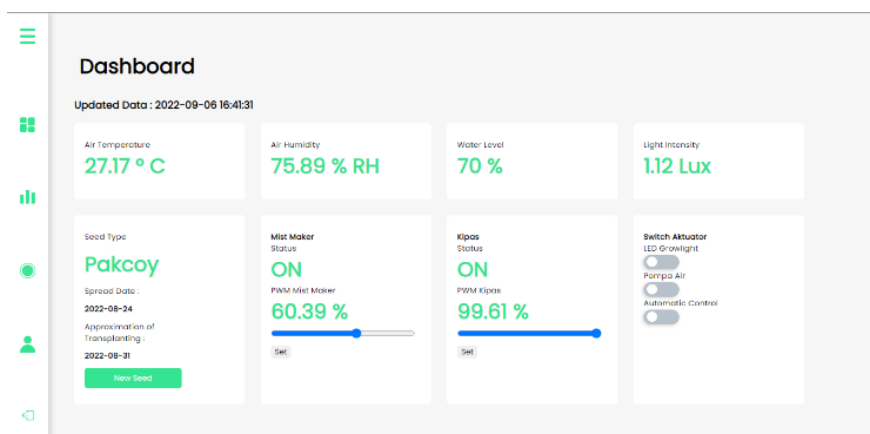 Dashboard
Updated Data : 2022-09-06 16:41:31
Air Temperature
27.17 ° C
Air Humidity
75.89 % RH
Water Level
70 %
Light Intensity
1.12 Lux
Seed Type
Pakcoy
Spread Date :
2022-08-24
Approximation of
Transplanting :
2022-08-31
New Seed
Mist Maker
Status
ON
PWM Mist Maker
60.39 %
Set
Kipas
Status
ON
PWM Kipas
99.61 %
Set
Switch Aktuator
LED Growlight
Pompa Air
Automatic Control